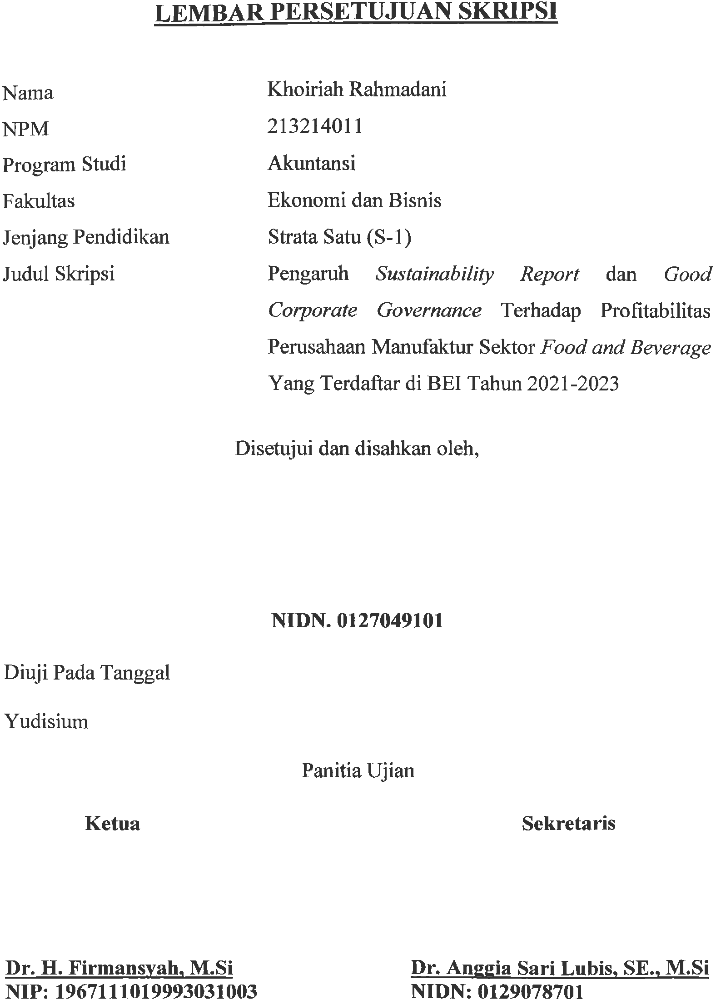 LEMBAR PERSETUJUAN SKRIPSI
Nama Khoiriah Rahmadani
NPM 213214011
Program Studi Akuntansi
Fakultas Ekonomi dan Bisnis
Jenjang Pendidikan Strata Satu (S-1)
Judul Skripsi Pengaruh Sustainability Report dan Good
Corporate Governance Terhadap Profitabilitas
Perusahaan Manufaktur Sektor Food and Beverage
Yang Terdaftar di BEI Tahun 2021-2023
Disetujui dan disahkan oleh,
NIDN. 0127049101
Diuji Pada Tanggal
Yudisium
Panitia Ujian
Ketua Sekretaris
Dr. H. Firmansyah, M.Si Dr. Anggia Sari Lubis, SE., M.Si
NIP: 1967111019993031003 NIDN: 0129078701